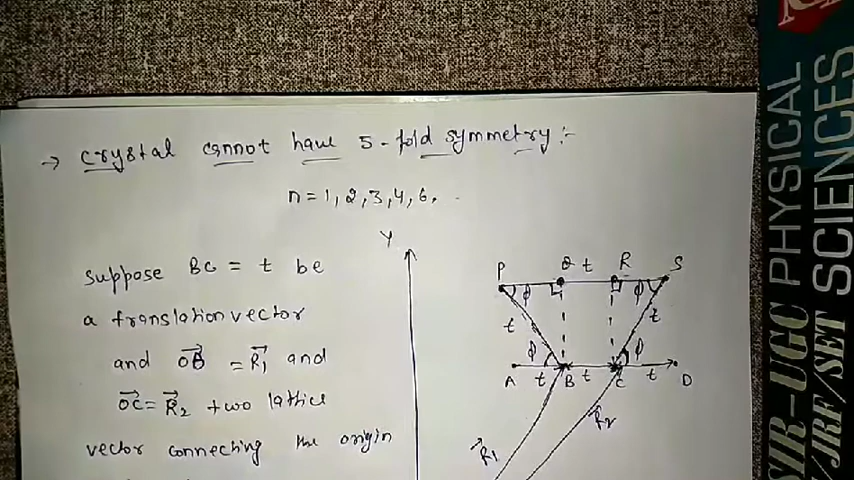 → crystal cannot have 5-fold symmetry :-
n = 1, 2, 3, 4, 6.
Y
suppose BC = t be
a translation vector
and OB = R1 and
OC = R2 two lattice
vector connecting the origin
P Q t R S
ϕ ϕ
t t
ϕ ϕ
A t B t C t D
R1 R2
PHYSICAL SCIENCES
SIR-UGC
/JRF/SET